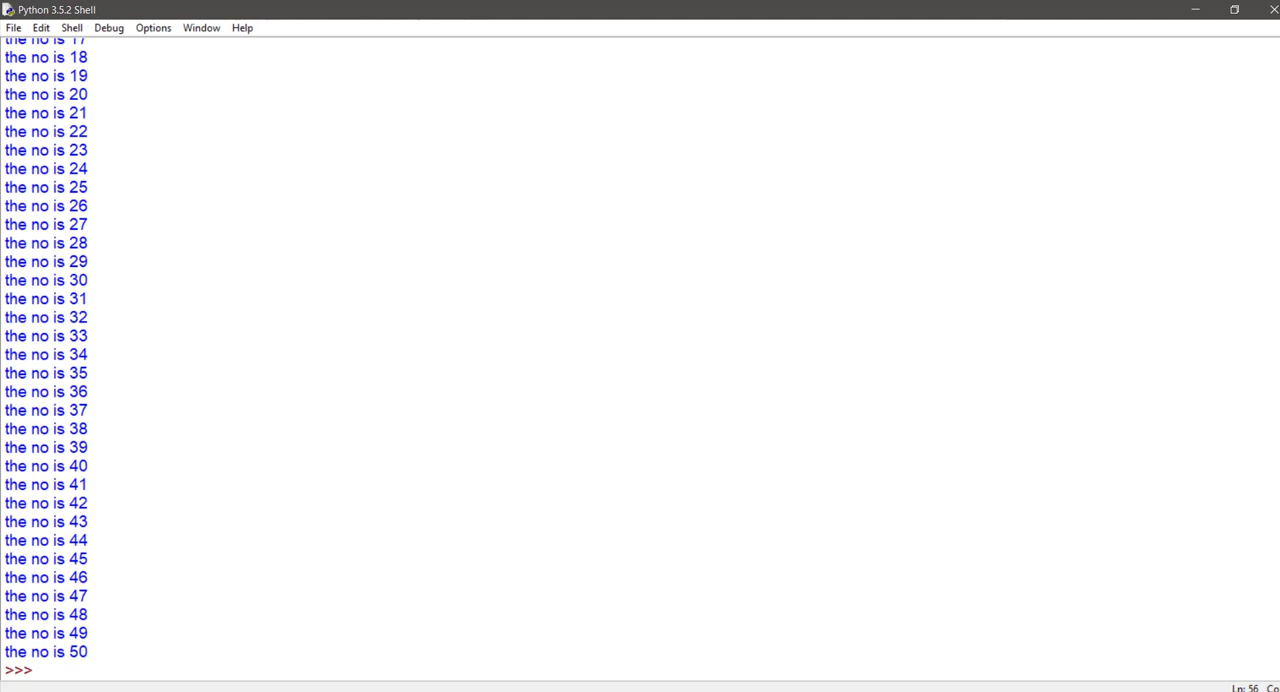 Python 3.5.2 Shell
File Edit Shell Debug Options Window Help
the no is 17
the no is 18
the no is 19
the no is 20
the no is 21
the no is 22
the no is 23
the no is 24
the no is 25
the no is 26
the no is 27
the no is 28
the no is 29
the no is 30
the no is 31
the no is 32
the no is 33
the no is 34
the no is 35
the no is 36
the no is 37
the no is 38
the no is 39
the no is 40
the no is 41
the no is 42
the no is 43
the no is 44
the no is 45
the no is 46
the no is 47
the no is 48
the no is 49
the no is 50
>>>
Ln: 56 Co